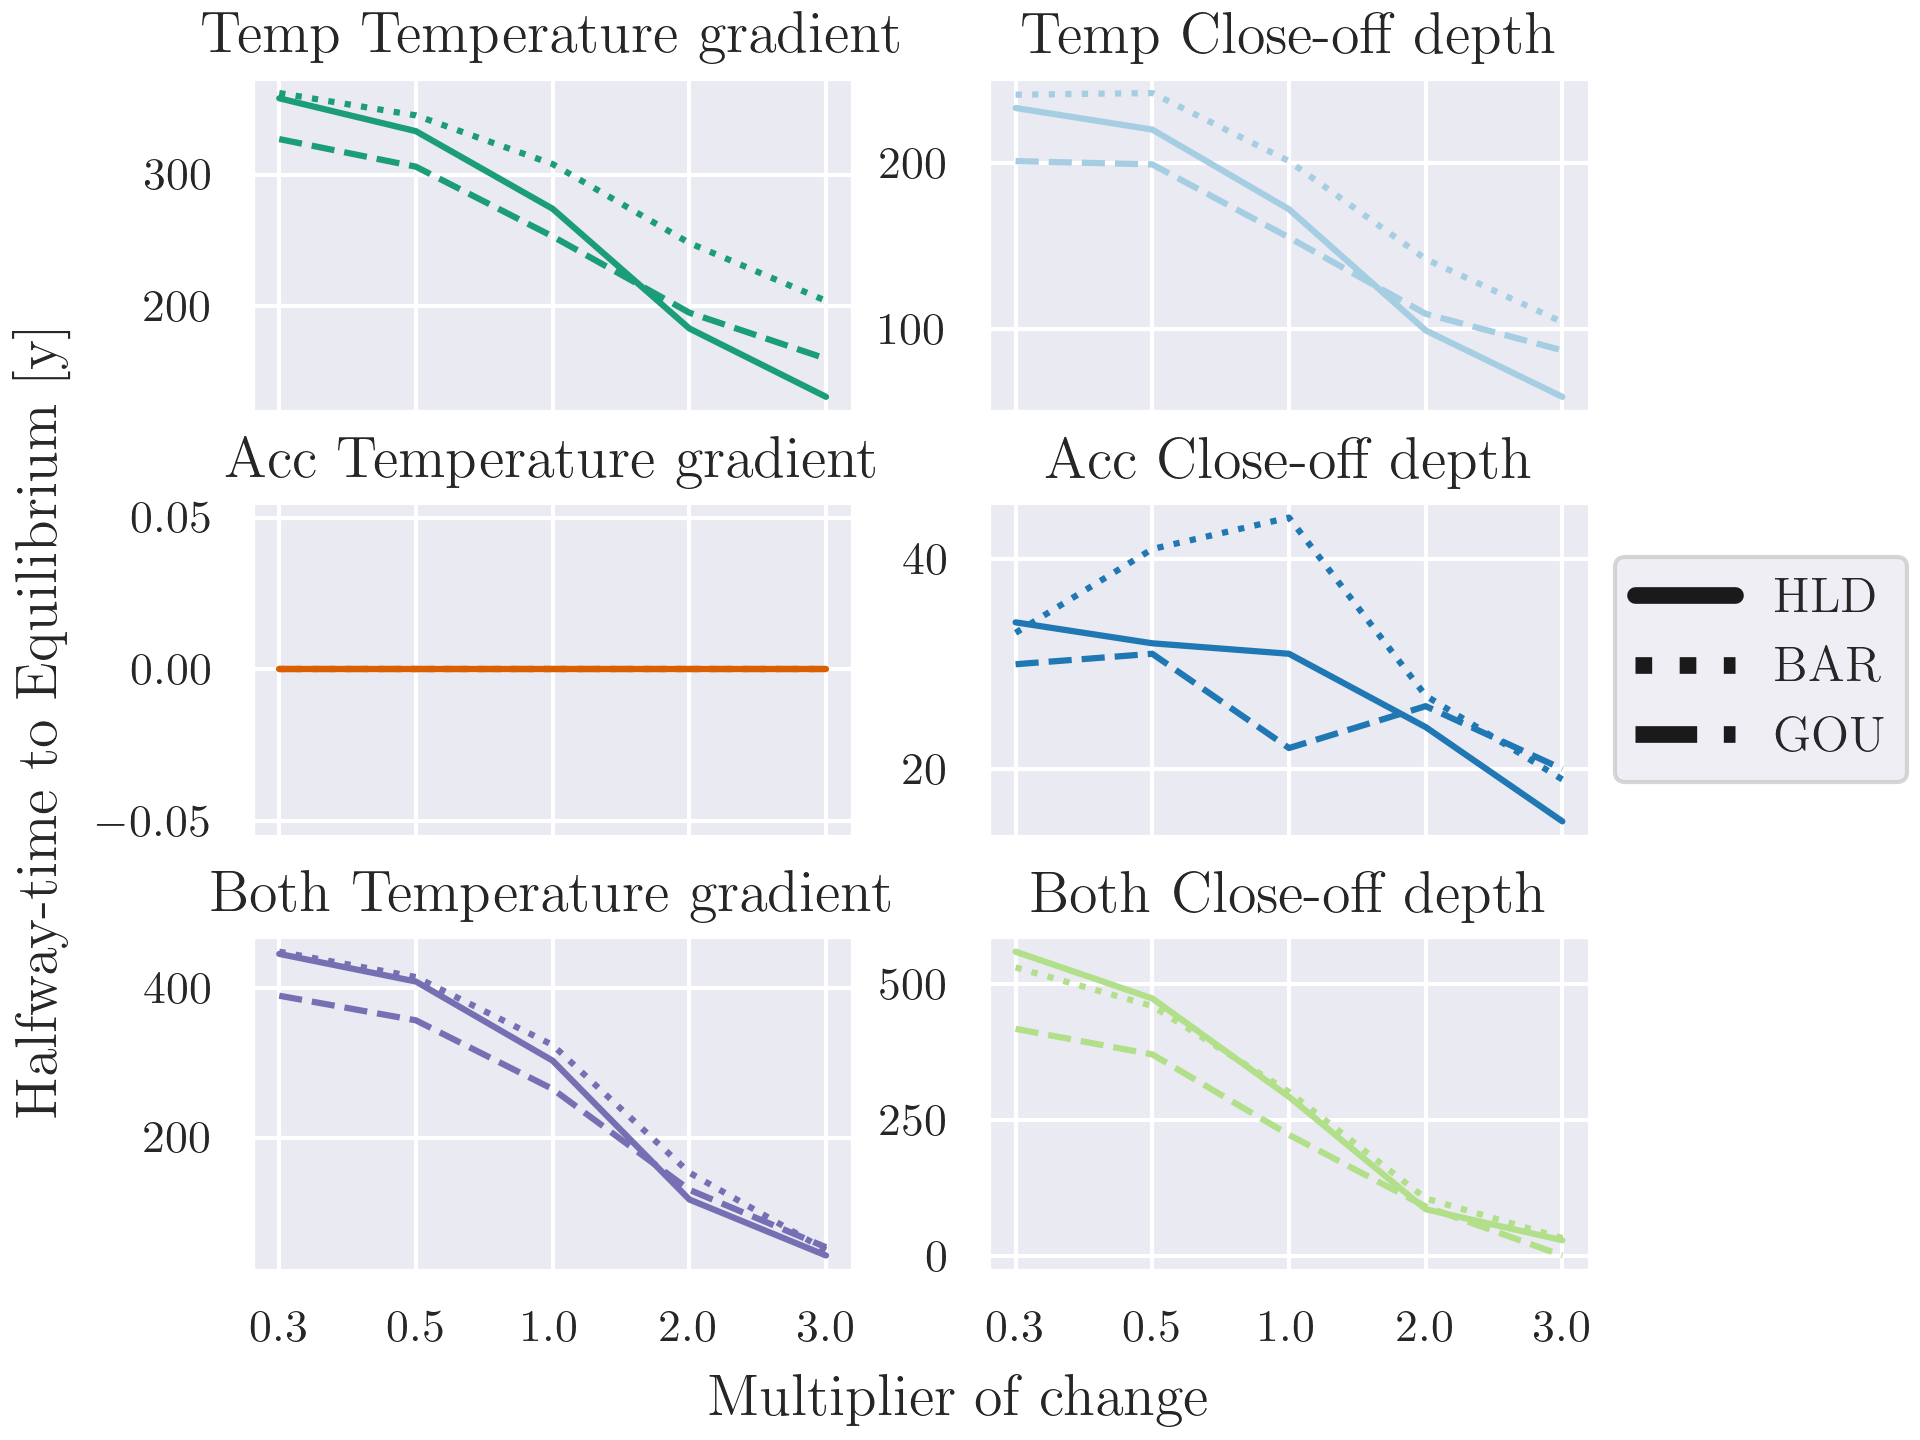 Temp Temperature gradient
Temp Close-off depth
300
200
200
100
Halfway-time to Equilibrium [y]
Acc Temperature gradient
Acc Close-off depth
0.05
0.00
−0.05
40
20
HLD
BAR
GOU
Both Temperature gradient
Both Close-off depth
400
200
500
250
0
0.3 0.5 1.0 2.0 3.0
0.3 0.5 1.0 2.0 3.0
Multiplier of change